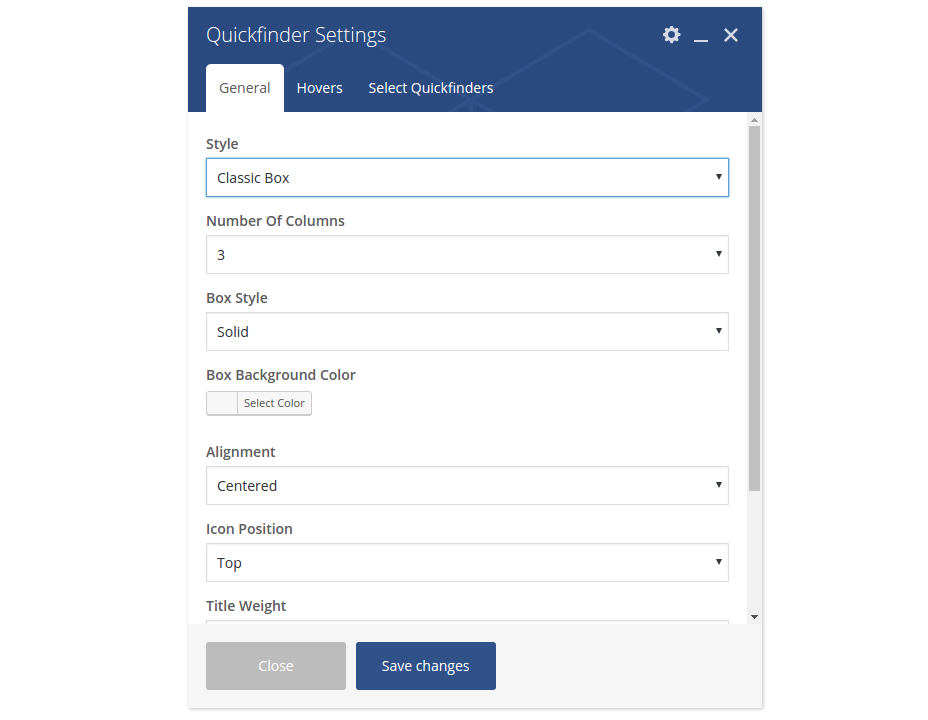 Quickfinder Settings
General Hovers Select Quickfinders
Style
Classic Box
Number Of Columns
3
Box Style
Solid
Box Background Color
Select Color
Alignment
Centered
Icon Position
Top
Title Weight
Close Save changes